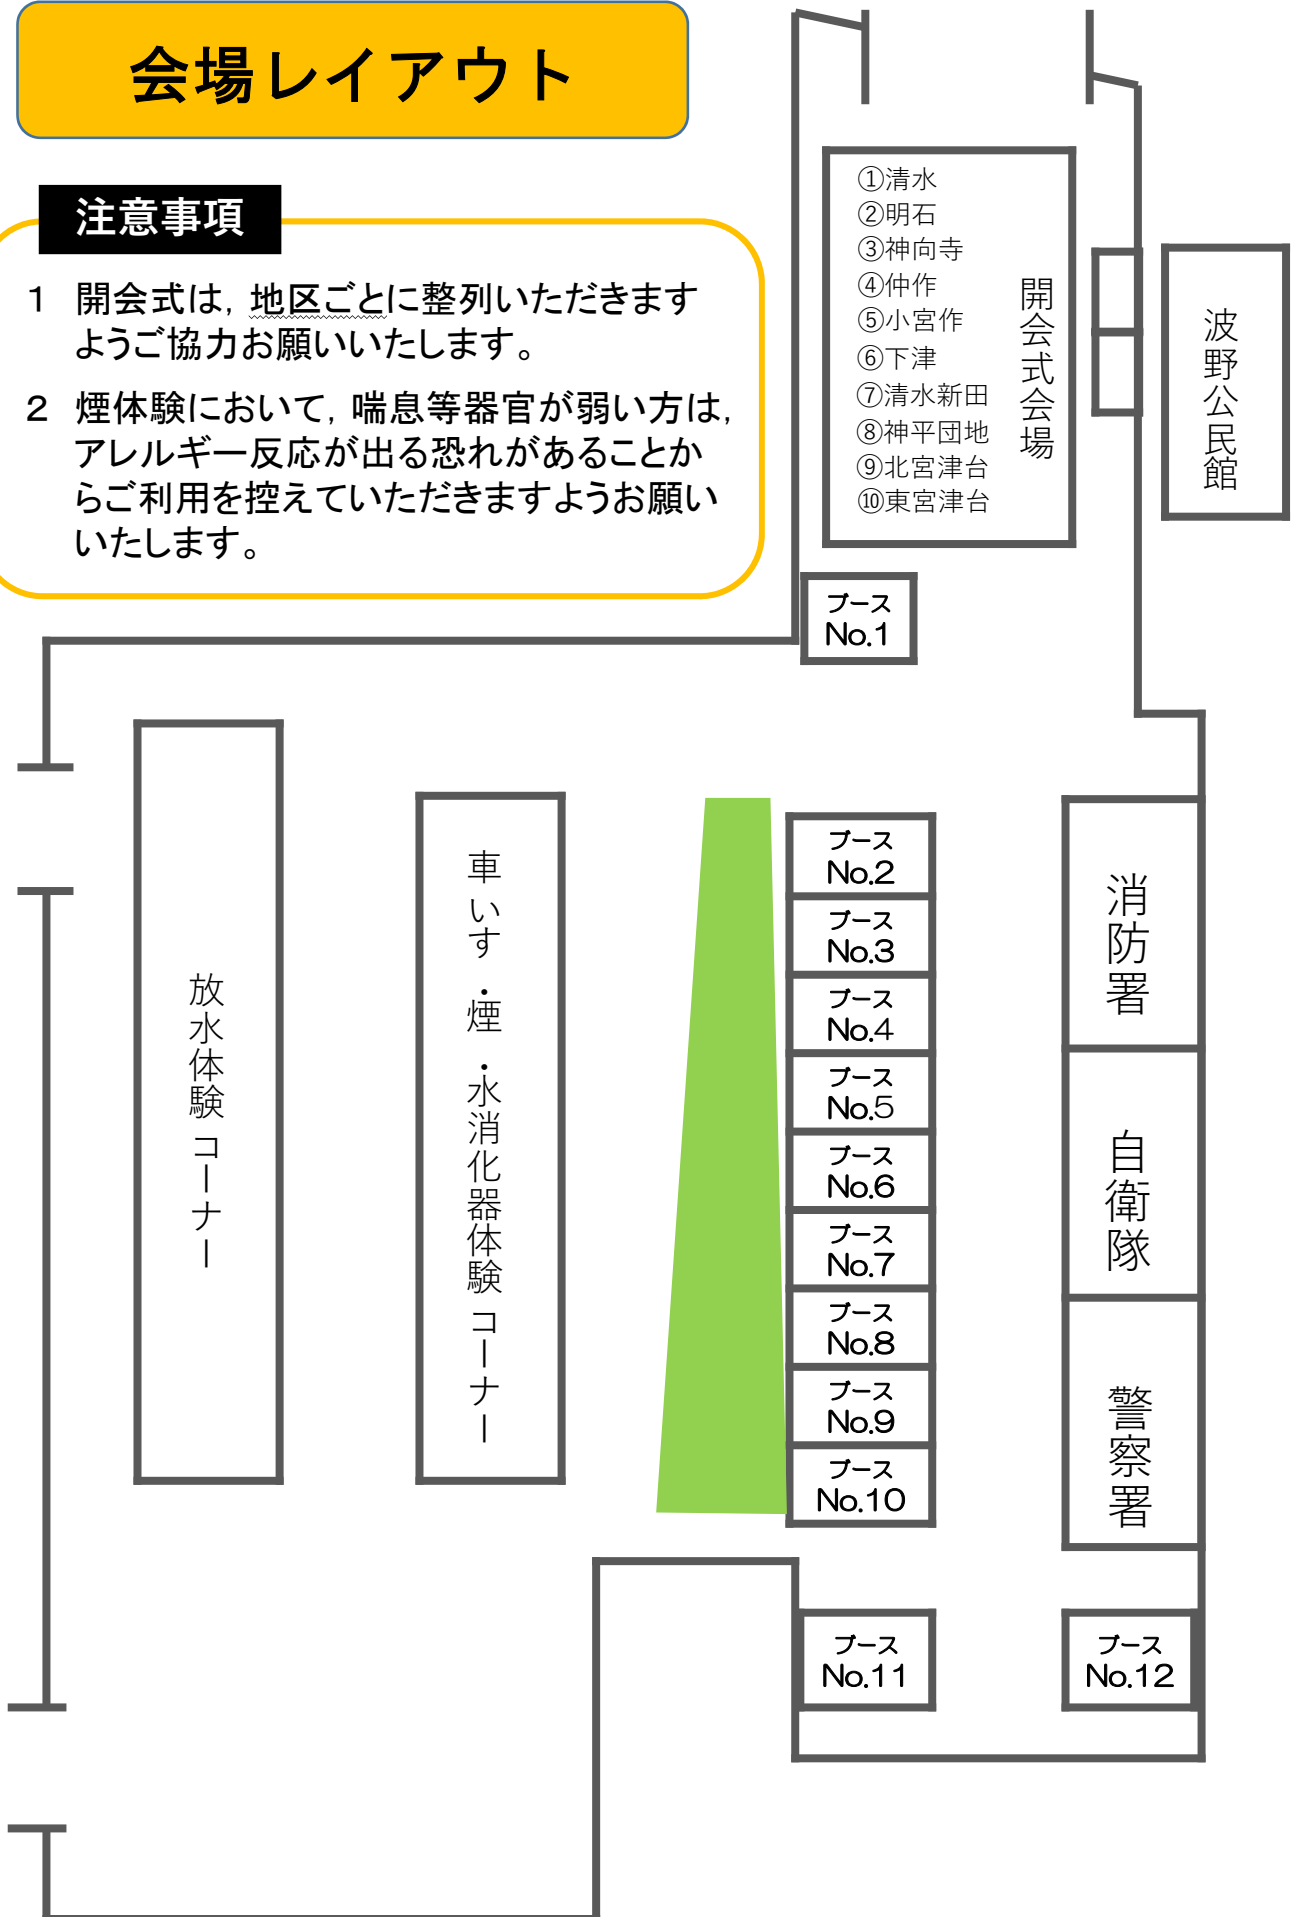 会場レイアウト
注意事項
１　開会式は，地区ごとに整列いただきます
ようご協力お願いいたします。
２　煙体験において，喘息等器官が弱い方は，
アレルギー反応が出る恐れがあることか
らご利用を控えていただきますようお願い
いたします。
①清水
②明石
③神向寺
④仲作
⑤小宮作
⑥下津
⑦清水新田
⑧神平団地
⑨北宮津台
⑩東宮津台
開会式会場
波野公民館
ブース
No.1
放水体験コーナー
車いす・煙・水消化器体験コーナー
ブース
No.2
ブース
No.3
ブース
No.4
ブース
No.5
ブース
No.6
ブース
No.7
ブース
No.8
ブース
No.9
ブース
No.10
消防署
自衛隊
警察署
ブース
No.11
ブース
No.12